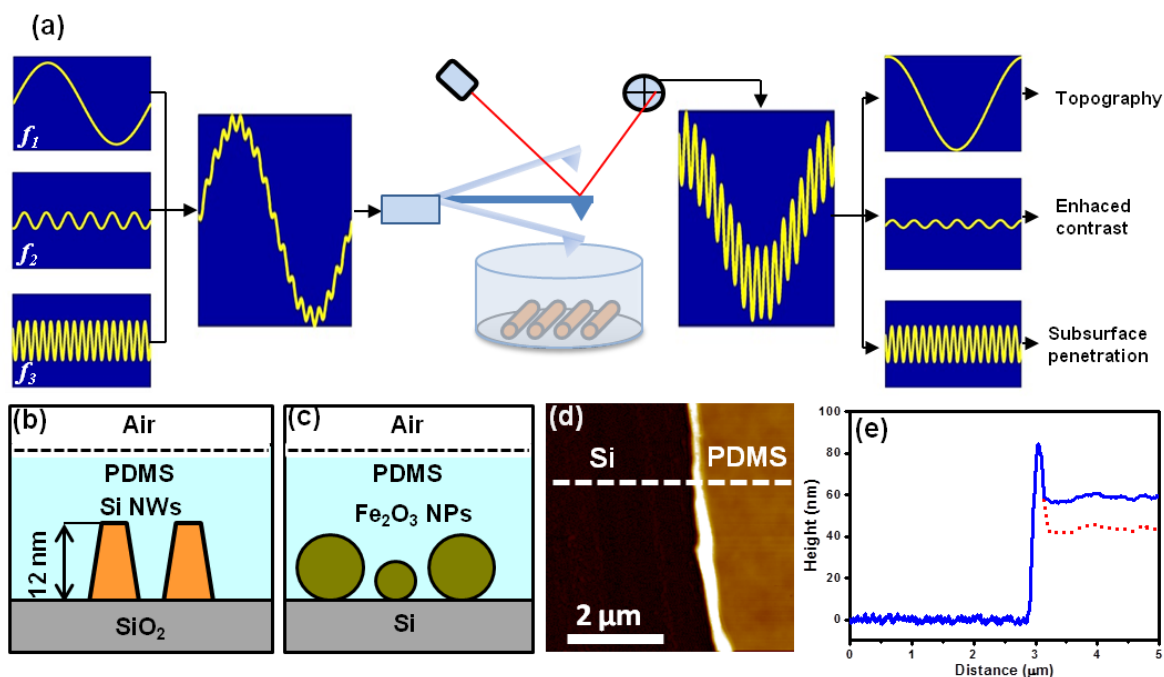 (a)
f1
f2
f3
Topography
Enhaced
contrast
Subsurface
penetration
(b)
Air
PDMS
Si NWs
12 nm
SiO2
(c)
Air
PDMS
Fe2O3 NPs
Si
(d)
Si
PDMS
2 μm
(e)
100
80
60
40
20
0
Height (nm)
0 1 2 3 4 5
Distance (μm)